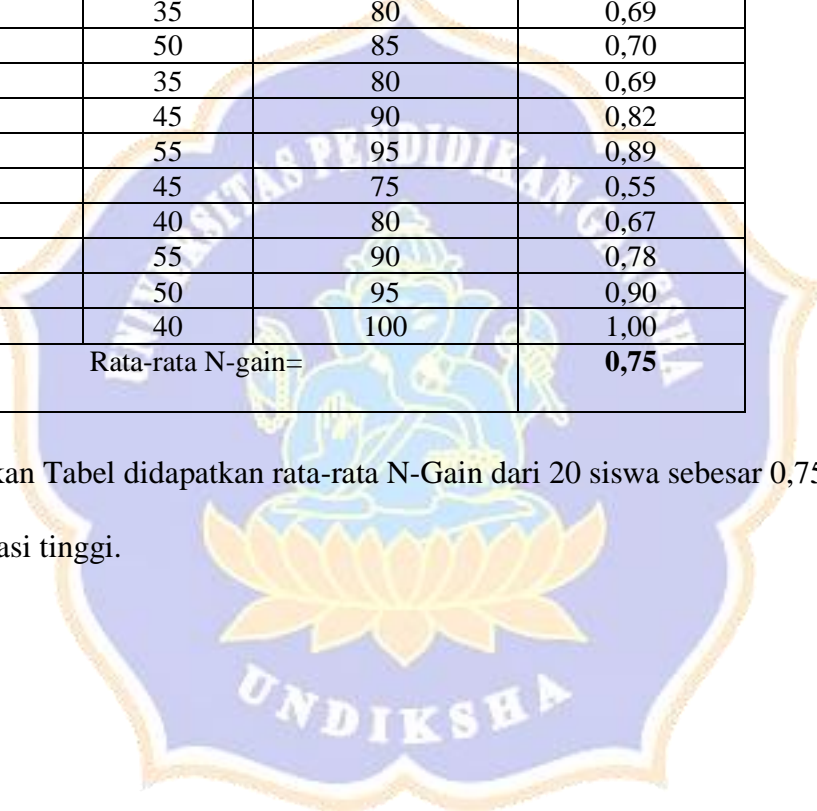 35 80 0,69
50 85 0,70
35 80 0,69
45 90 0,82
55 95 0,89
45 75 0,55
40 80 0,67
55 90 0,78
50 95 0,90
40 100 1,00
Rata-rata N-gain= 0,75
kan Tabel didapatkan rata-rata N-Gain dari 20 siswa sebesar 0,75
asi tinggi.
UNIVERSITAS PENDIDIKAN GANESHA
UNDIKSHA